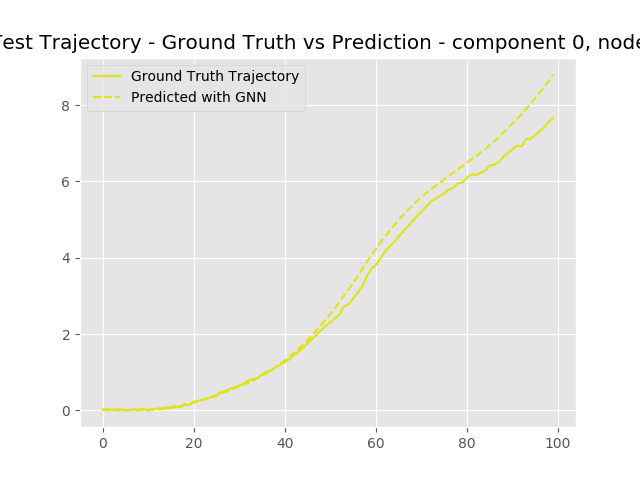 Test Trajectory - Ground Truth vs Prediction - component 0, node
Ground Truth Trajectory
Predicted with GNN
8
6
4
2
0
0 20 40 60 80 100